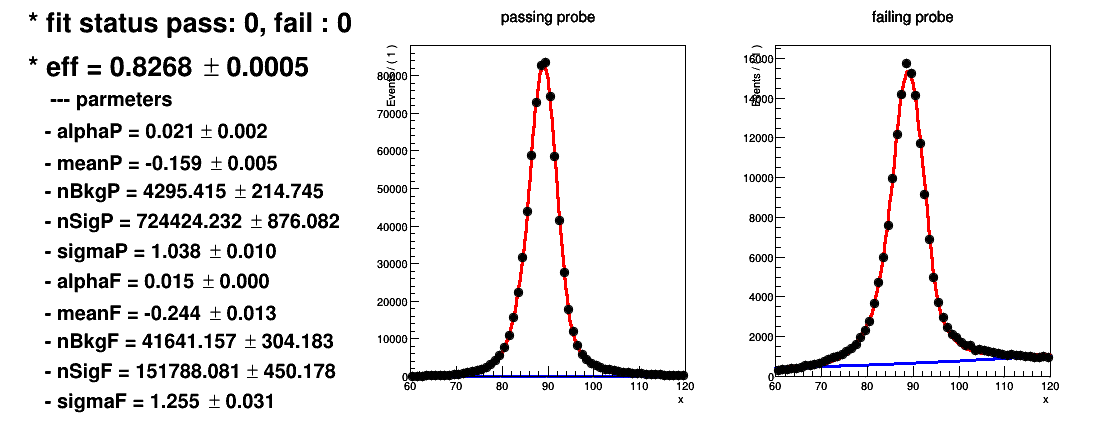 * fit status pass: 0, fail : 0
* eff = 0.8268 ± 0.0005
--- parmeters
- alphaP = 0.021 ± 0.002
- meanP = -0.159 ± 0.005
- nBkgP = 4295.415 ± 214.745
- nSigP = 724424.232 ± 876.082
- sigmaP = 1.038 ± 0.010
- alphaF = 0.015 ± 0.000
- meanF = -0.244 ± 0.013
- nBkgF = 41641.157 ± 304.183
- nSigF = 151788.081 ± 450.178
- sigmaF = 1.255 ± 0.031
passing probe
Events / ( 1 )
80000
70000
60000
50000
40000
30000
20000
10000
0
60 70 80 90 100 110 120
x
failing probe
Events / ( 1 )
16000
14000
12000
10000
8000
6000
4000
2000
0
60 70 80 90 100 110 120
x